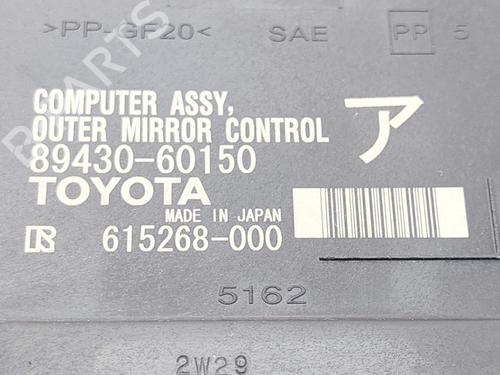 >PP-GF20< SAE PP 5
COMPUTER ASSY,
OUTER MIRROR CONTROL
ア
89430-60150
TOYOTA
MADE IN JAPAN
615268-000
5162
2W29
B-PARTS